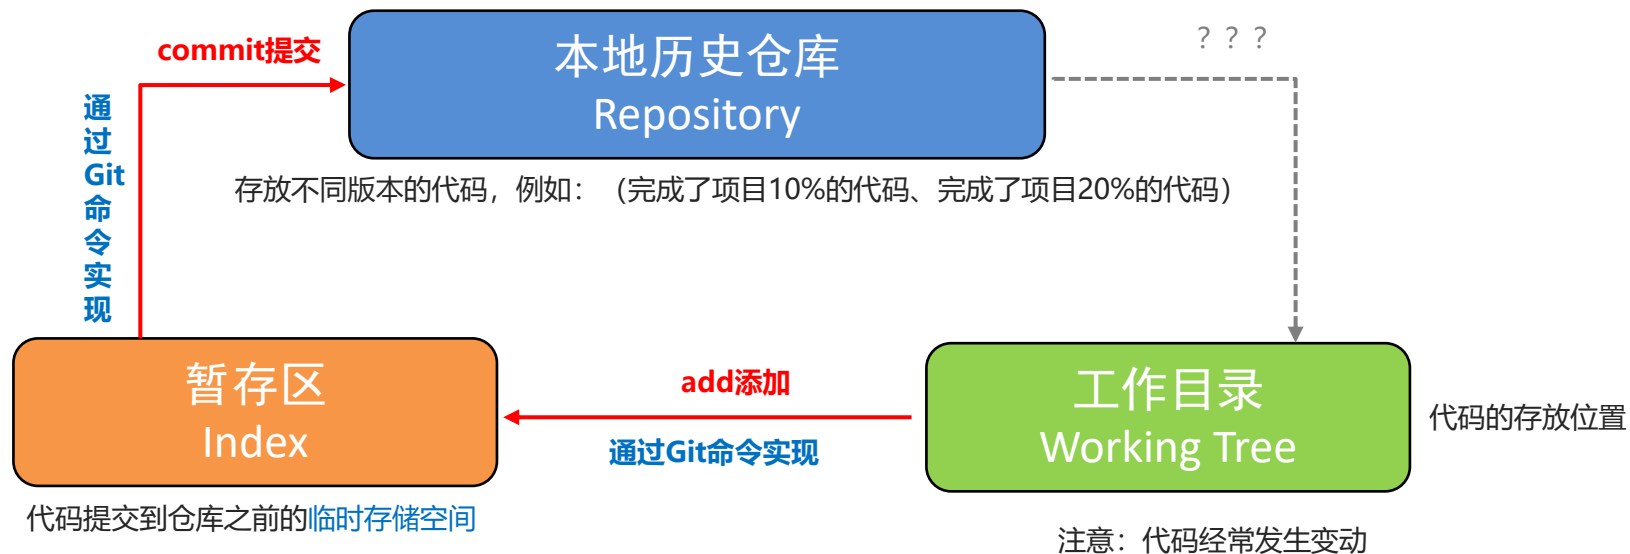 commit提交
本地历史仓库
Repository
？？？
通过Git命令实现
存放不同版本的代码，例如：（完成了项目10%的代码、完成了项目20%的代码）
暂存区
Index
add添加
通过Git命令实现
工作目录
Working Tree
代码的存放位置
代码提交到仓库之前的临时存储空间
注意：代码经常发生变动